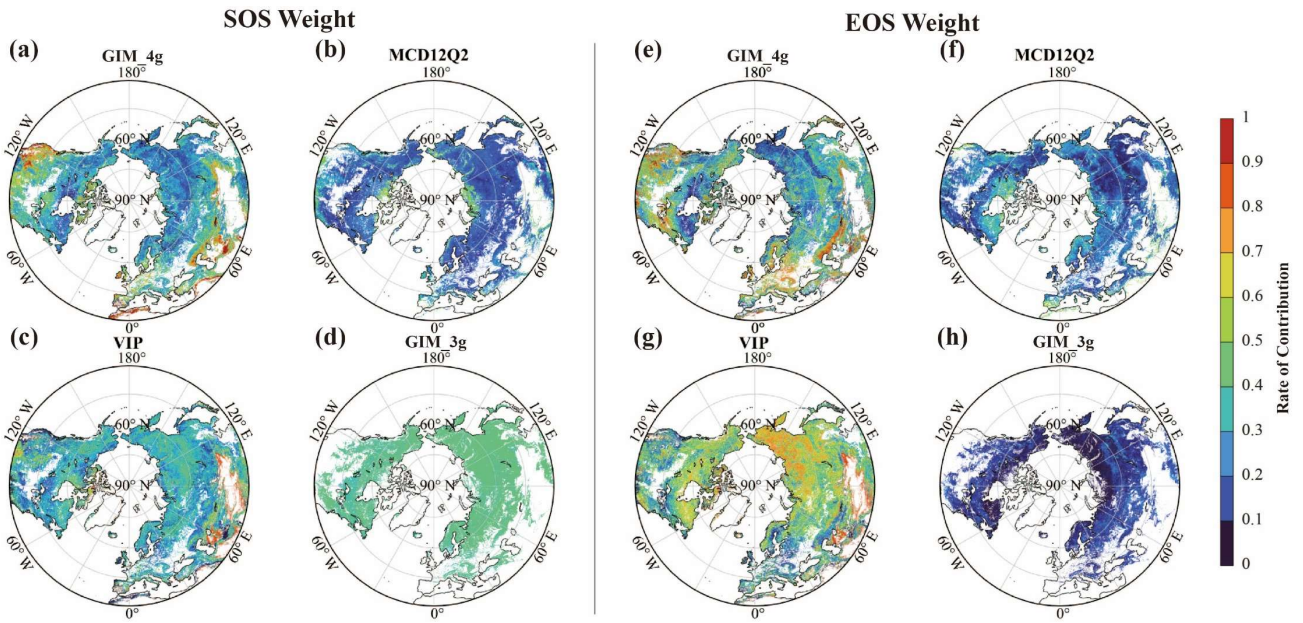 SOS Weight
EOS Weight
(a)
GIM_4g
180°
120° W
120° E
60° N
90° N
60° W
60° E
0°
(b)
MCD12Q2
180°
120° W
120° E
60° N
90° N
60° W
60° E
0°
(e)
GIM_4g
180°
120° W
120° E
60° N
90° N
60° W
60° E
0°
(f)
MCD12Q2
180°
120° W
120° E
60° N
90° N
60° W
60° E
0°
(c)
VIP
180°
120° W
120° E
60° N
90° N
60° W
60° E
0°
(d)
GIM_3g
180°
120° W
120° E
60° N
90° N
60° W
60° E
0°
(g)
VIP
180°
120° W
120° E
60° N
90° N
60° W
60° E
0°
(h)
GIM_3g
180°
120° W
120° E
60° N
90° N
60° W
60° E
0°
1
0.9
0.8
0.7
0.6
0.5
0.4
0.3
0.2
0.1
0
Rate of Contribution